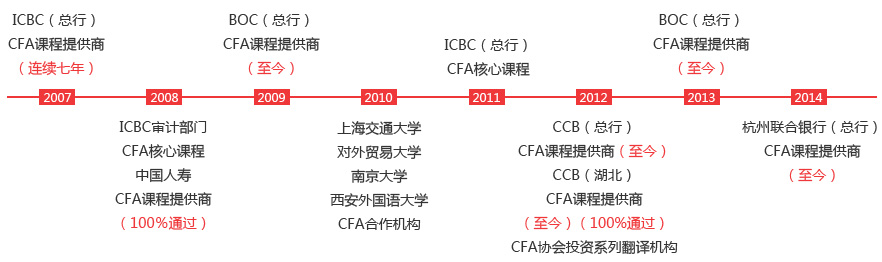 ICBC（总行）
CFA课程提供商
（连续七年）
2007
2008
ICBC审计部门
CFA核心课程
中国人寿
CFA课程提供商
（100%通过）
BOC（总行）
CFA课程提供商
（至今）
2009
2010
上海交通大学
对外贸易大学
南京大学
西安外国语大学
CFA合作机构
ICBC（总行）
CFA核心课程
2011
2012
CCB（总行）
CFA课程提供商（至今）
CCB（湖北）
CFA课程提供商
（至今）（100%通过）
CFA协会投资系列翻译机构
BOC（总行）
CFA课程提供商
（至今）
2013
2014
杭州联合银行（总行）
CFA课程提供商
（至今）